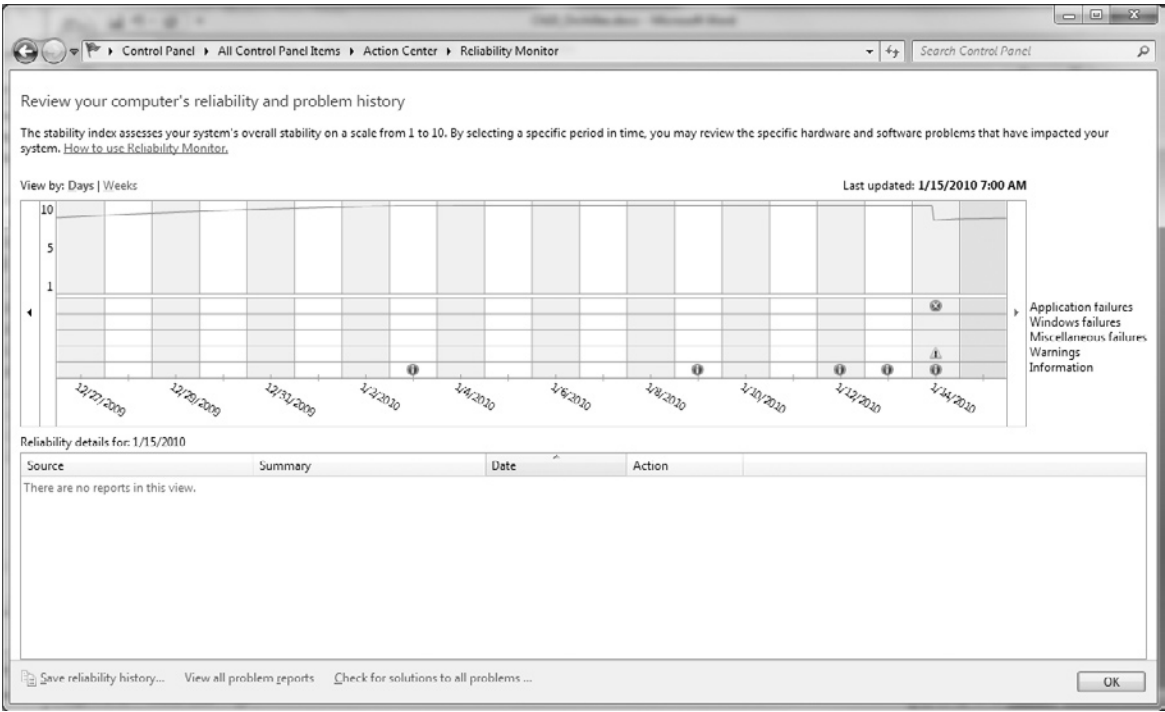 Control Panel ▸ All Control Panel Items ▸ Action Center ▸ Reliability Monitor
Search Control Panel
Review your computer's reliability and problem history
The stability index assesses your system's overall stability on a scale from 1 to 10. By selecting a specific period in time, you may review the specific hardware and software problems that have impacted your
system. How to use Reliability Monitor.
View by: Days | Weeks
Last updated: 1/15/2010 7:00 AM
10
5
1
Application failures
Windows failures
Miscellaneous failures
Warnings
Information
12/27/2009
12/29/2009
12/31/2009
1/2/2010
1/4/2010
1/6/2010
1/8/2010
1/10/2010
1/12/2010
1/14/2010
Reliability details for: 1/15/2010
Source Summary Date Action
There are no reports in this view.
Save reliability history... View all problem reports Check for solutions to all problems ...
OK